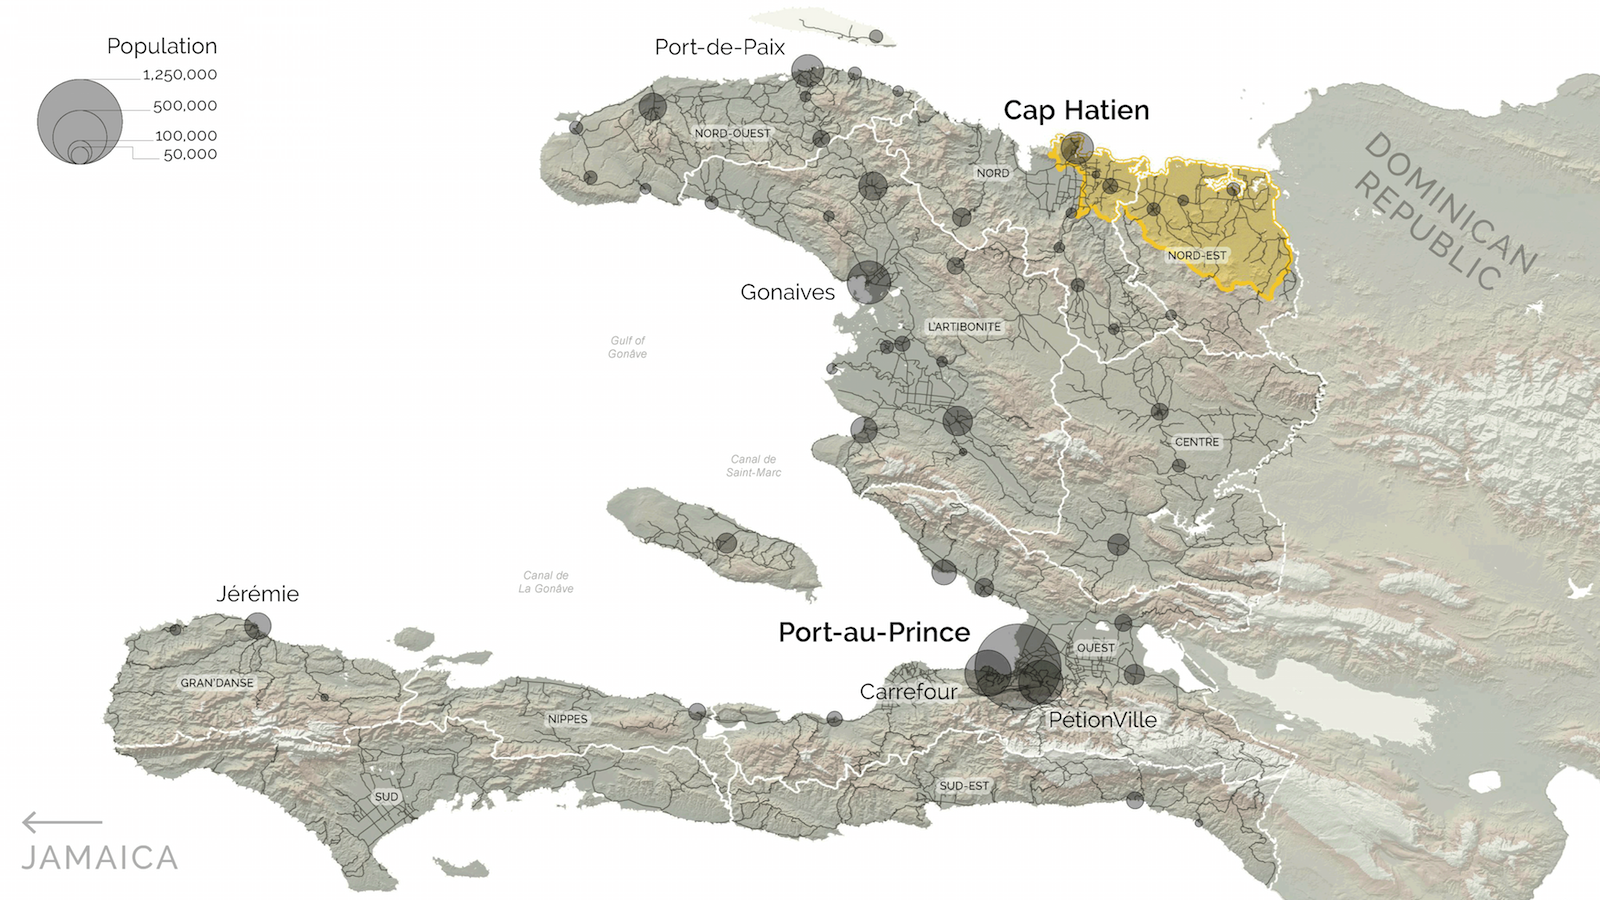 Population
1,250,000
500,000
100,000
50,000
Port-de-Paix
Cap Hatien
NORD-OUEST
NORD
DOMINICAN
REPUBLIC
NORD-EST
Gonaives
L'ARTIBONITE
Gulf of
Gonâve
CENTRE
Canal de
Saint-Marc
Canal de
La Gonâve
Jérémie
Port-au-Prince
OUEST
GRAN'DANSE
Carrefour
NIPPES
PétionVille
SUD-EST
SUD
JAMAICA